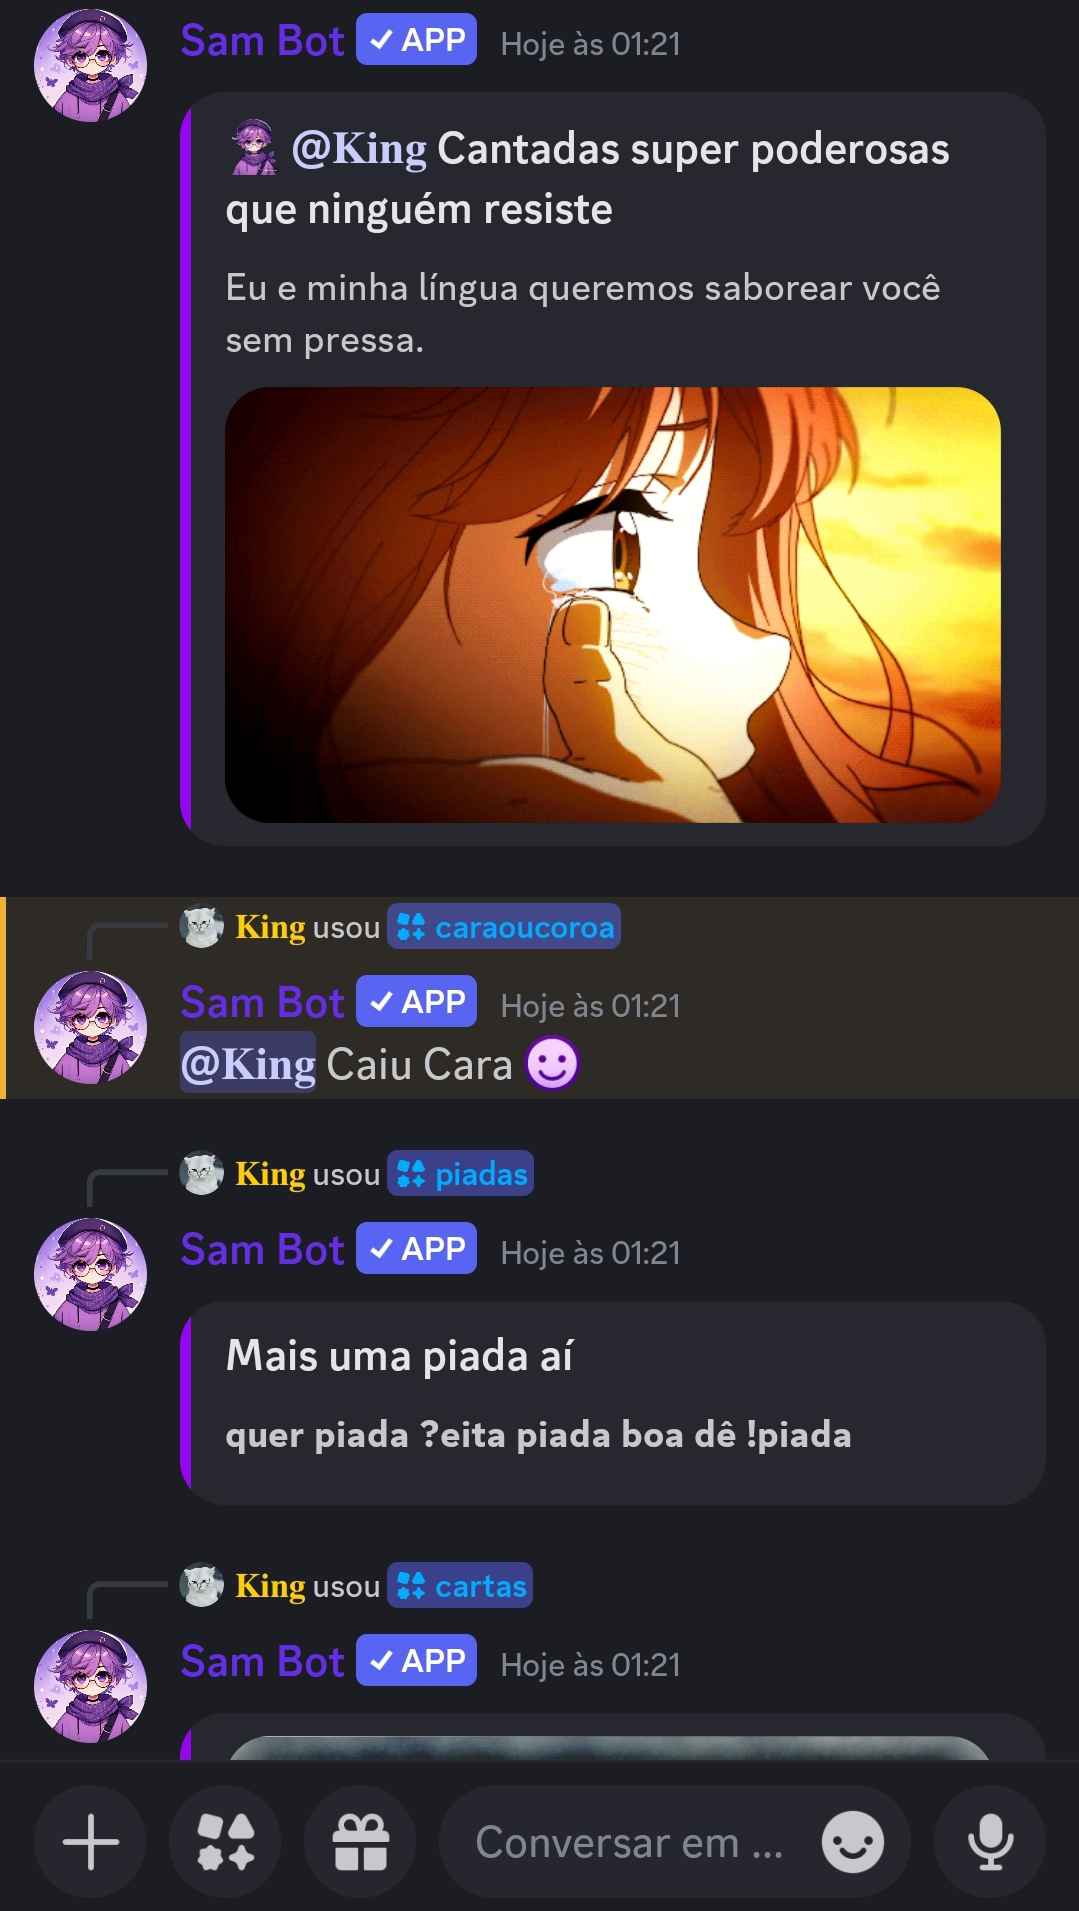 Sam Bot ✓ APP Hoje às 01:21
@King Cantadas super poderosas
que ninguém resiste
Eu e minha língua queremos saborear você
sem pressa.
King usou caraoucoroa
Sam Bot ✓ APP Hoje às 01:21
@King Caiu Cara
King usou piadas
Sam Bot ✓ APP Hoje às 01:21
Mais uma piada aí
quer piada ?eita piada boa dê !piada
King usou cartas
Sam Bot ✓ APP Hoje às 01:21
Conversar em ...